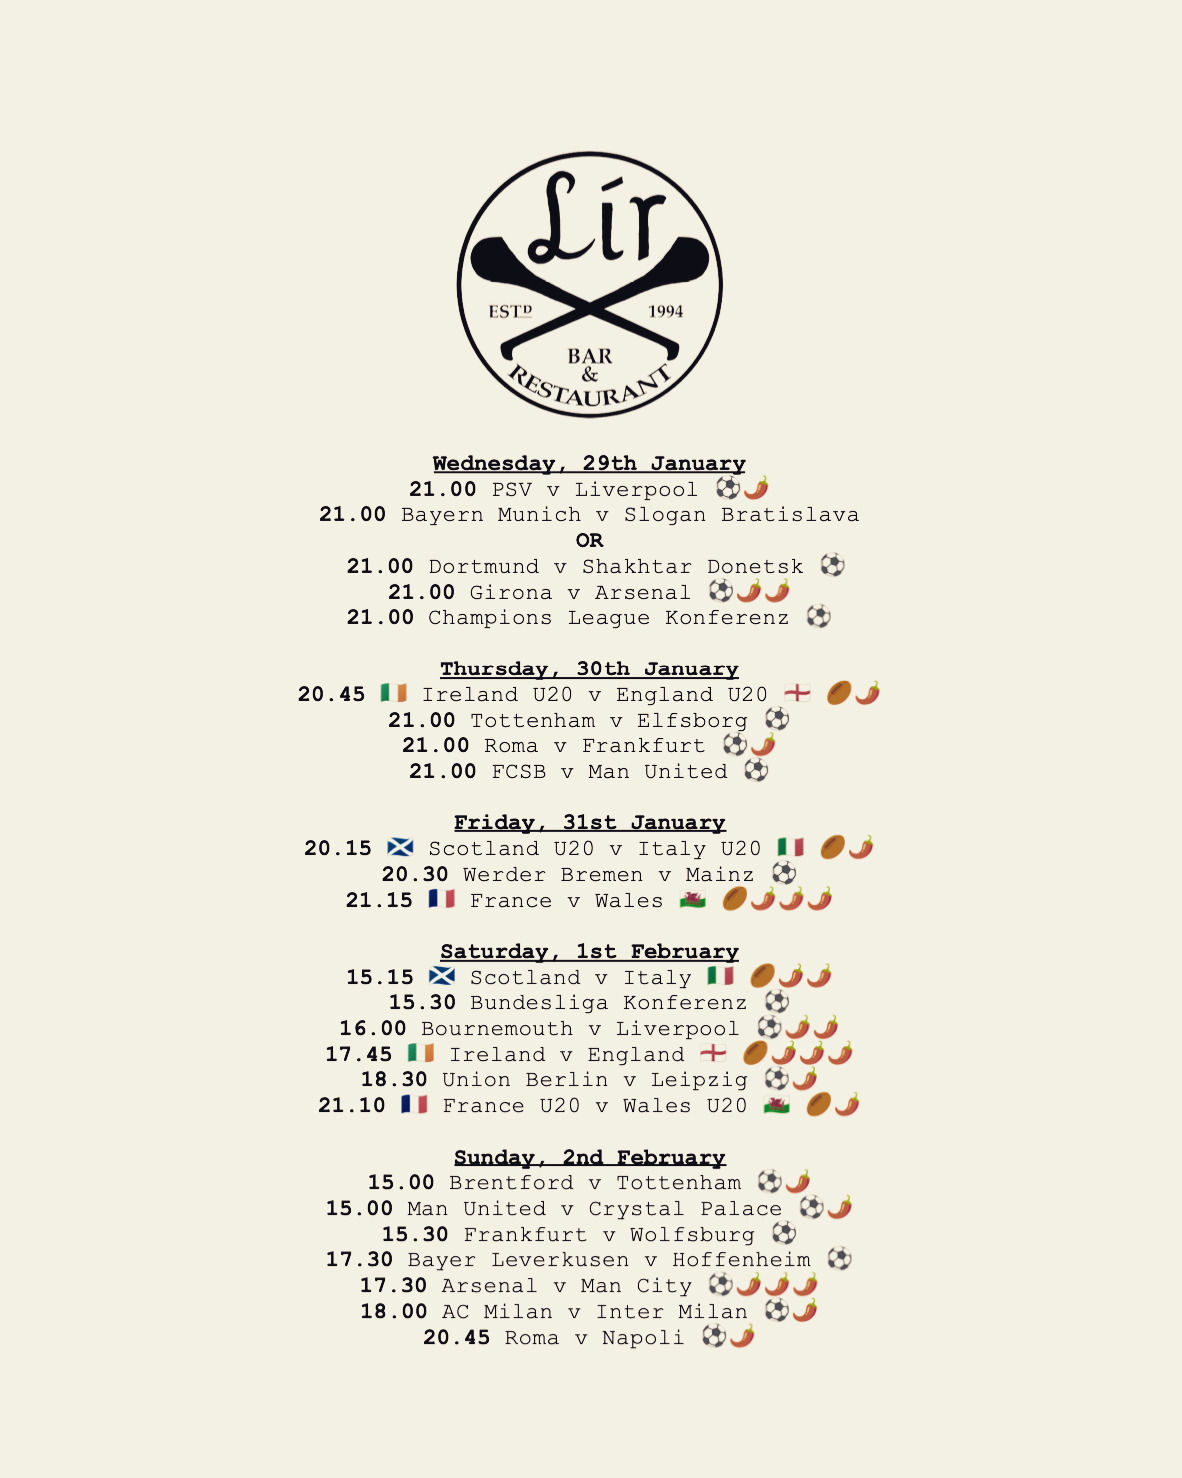 Lír
ESTD 1994
BAR
&
RESTAURANT
Wednesday, 29th January
21.00 PSV v Liverpool ⚽🌶️
21.00 Bayern Munich v Slogan Bratislava
OR
21.00 Dortmund v Shakhtar Donetsk ⚽
21.00 Girona v Arsenal ⚽🌶️🌶️
21.00 Champions League Konferenz ⚽
Thursday, 30th January
20.45 🇮🇪 Ireland U20 v England U20 🏴󠁧󠁢󠁥󠁮󠁧󠁿 🏉🌶️
21.00 Tottenham v Elfsborg ⚽
21.00 Roma v Frankfurt ⚽🌶️
21.00 FCSB v Man United ⚽
Friday, 31st January
20.15 🏴󠁧󠁢󠁳󠁣󠁴󠁿 Scotland U20 v Italy U20 🇮🇹 🏉🌶️
20.30 Werder Bremen v Mainz ⚽
21.15 🇫🇷 France v Wales 🏴󠁧󠁢󠁷󠁬󠁳󠁿 🏉🌶️🌶️🌶️
Saturday, 1st February
15.15 🏴󠁧󠁢󠁳󠁣󠁴󠁿 Scotland v Italy 🇮🇹 🏉🌶️🌶️
15.30 Bundesliga Konferenz ⚽
16.00 Bournemouth v Liverpool ⚽🌶️🌶️
17.45 🇮🇪 Ireland v England 🏴󠁧󠁢󠁥󠁮󠁧󠁿 🏉🌶️🌶️🌶️
18.30 Union Berlin v Leipzig ⚽🌶️
21.10 🇫🇷 France U20 v Wales U20 🏴󠁧󠁢󠁷󠁬󠁳󠁿 🏉🌶️
Sunday, 2nd February
15.00 Brentford v Tottenham ⚽🌶️
15.00 Man United v Crystal Palace ⚽🌶️
15.30 Frankfurt v Wolfsburg ⚽
17.30 Bayer Leverkusen v Hoffenheim ⚽
17.30 Arsenal v Man City ⚽🌶️🌶️🌶️
18.00 AC Milan v Inter Milan ⚽🌶️
20.45 Roma v Napoli ⚽🌶️